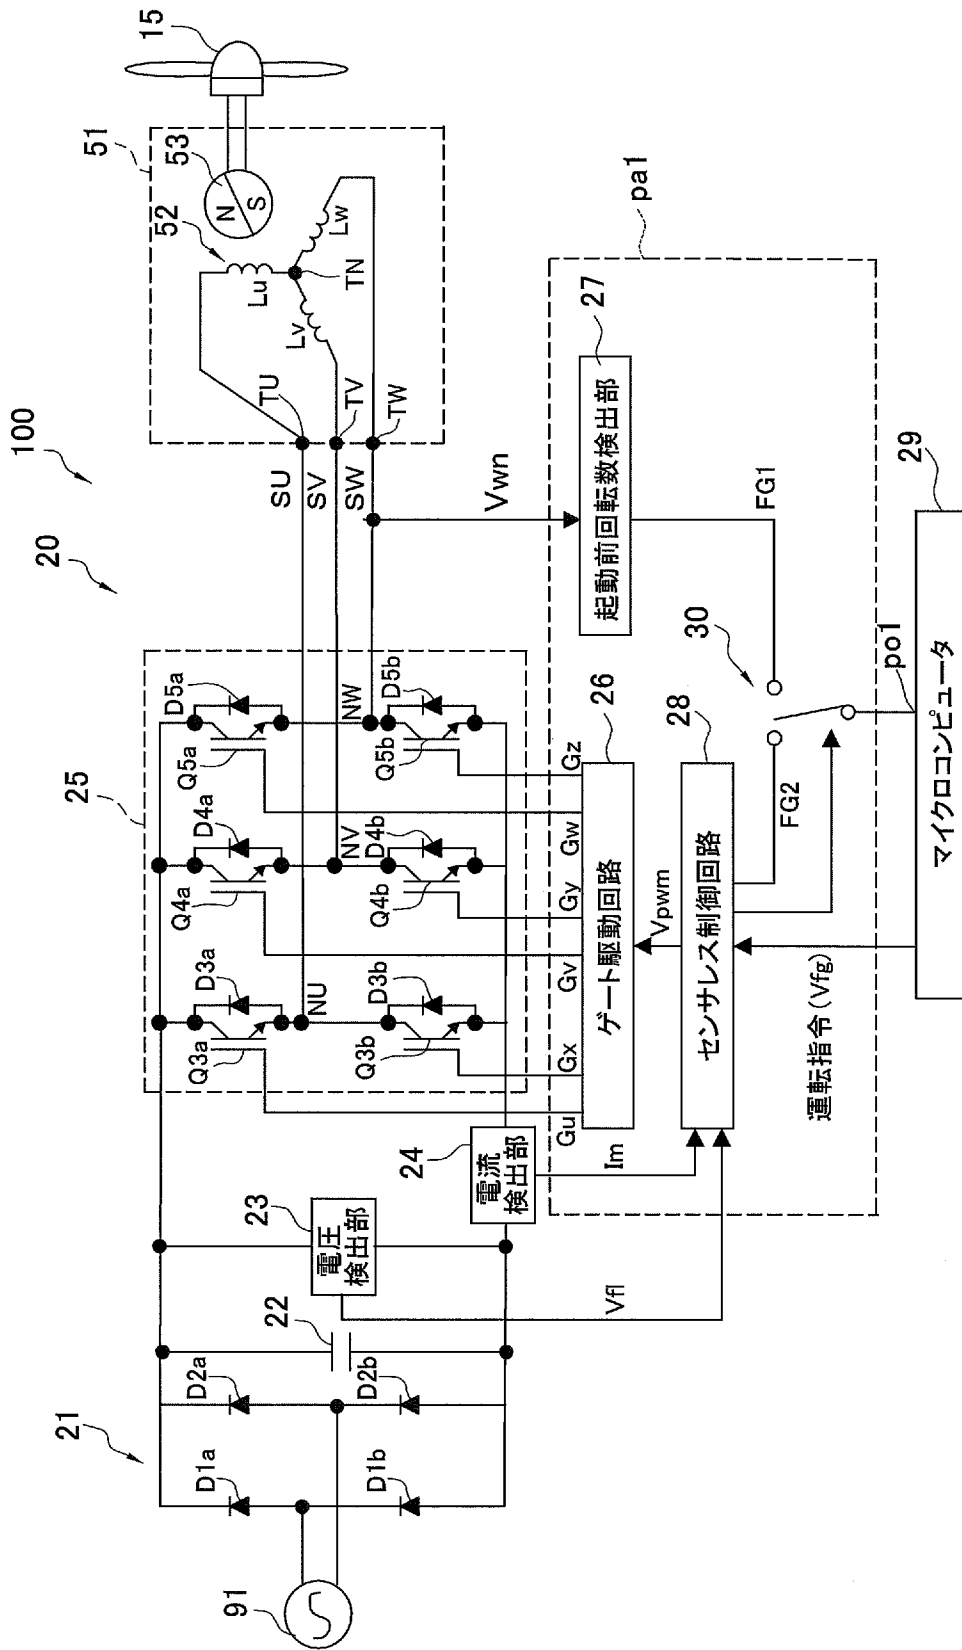 100
20
21
91
D1a
D1b
D2a
D2b
22
23
電圧
検出部
Vfl
24
電流
検出部
Im
25
Q3a
D3a
NU
Q3b
D3b
Q4a
D4a
NV
Q4b
D4b
Q5a
D5a
NW
Q5b
D5b
SU
SV
SW
TU
TV
TW
51
52
53
N
S
Lu
Lv
Lw
TN
15
Gu
Gx
Gv
Gy
Gw
Gz
ゲート駆動回路
26
Vpwm
センサレス制御回路
28
Vwn
起動前回転数検出部
27
pa1
FG1
FG2
30
po1
運転指令(Vfg)
マイクロコンピュータ
29